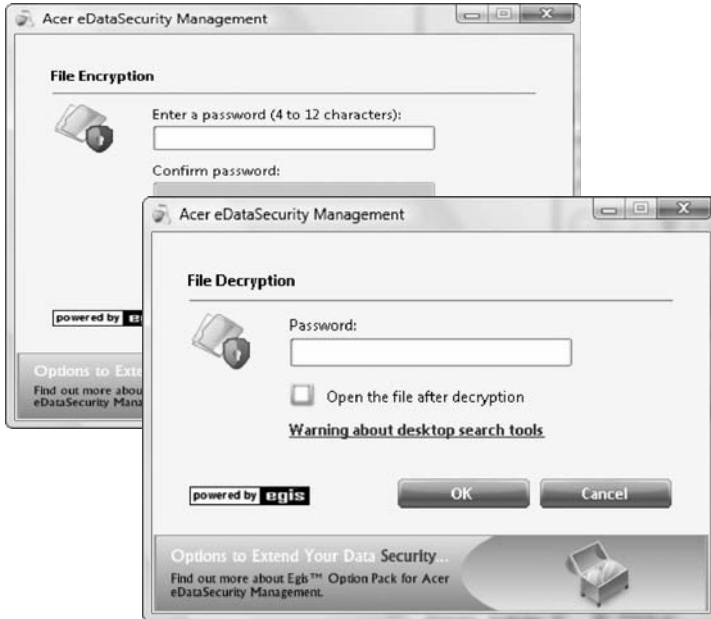 Acer eDataSecurity Management
File Encryption
Enter a password (4 to 12 characters):
Confirm password:
powered by
Options to
Find out more
eDataSecurity
Acer eDataSecurity Management
File Decryption
Password:
Open the file after decryption
Warning about desktop search tools
powered by egis
OK
Cancel
Options to Extend Your Data Security...
Find out more about Egis™ Option Pack for Acer
eDataSecurity Management.